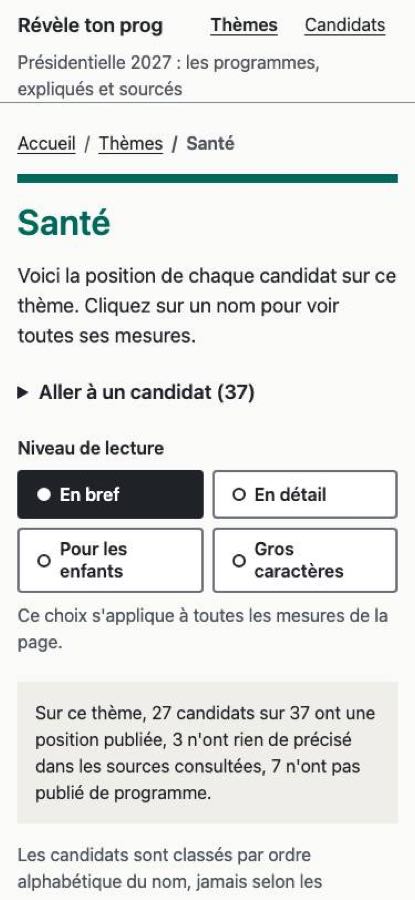 Révèle ton prog Thèmes Candidats
Présidentielle 2027 : les programmes,
expliqués et sourcés
Accueil / Thèmes / Santé
Santé
Voici la position de chaque candidat sur ce
thème. Cliquez sur un nom pour voir
toutes ses mesures.
▶ Aller à un candidat (37)
Niveau de lecture
En bref
En détail
Pour les
enfants
Gros
caractères
Ce choix s'applique à toutes les mesures de la
page.
Sur ce thème, 27 candidats sur 37 ont une
position publiée, 3 n'ont rien de précisé
dans les sources consultées, 7 n'ont pas
publié de programme.
Les candidats sont classés par ordre
alphabétique du nom, jamais selon les